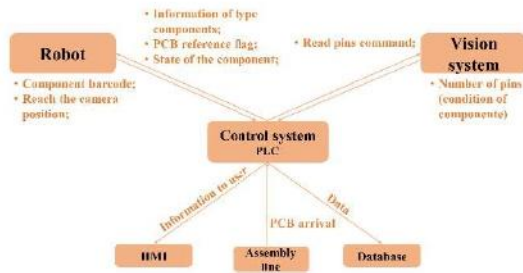 • Information of type
components;
• PCB reference flag;
• State of the component;
Robot
• Read pins command;
Vision
system
• Component barcode;
• Reach the camera
position;
• Number of pins
(condition of
componente)
Control system
PLC
Information to user
PCB arrival
Data
HMI
Assembly
line
Database